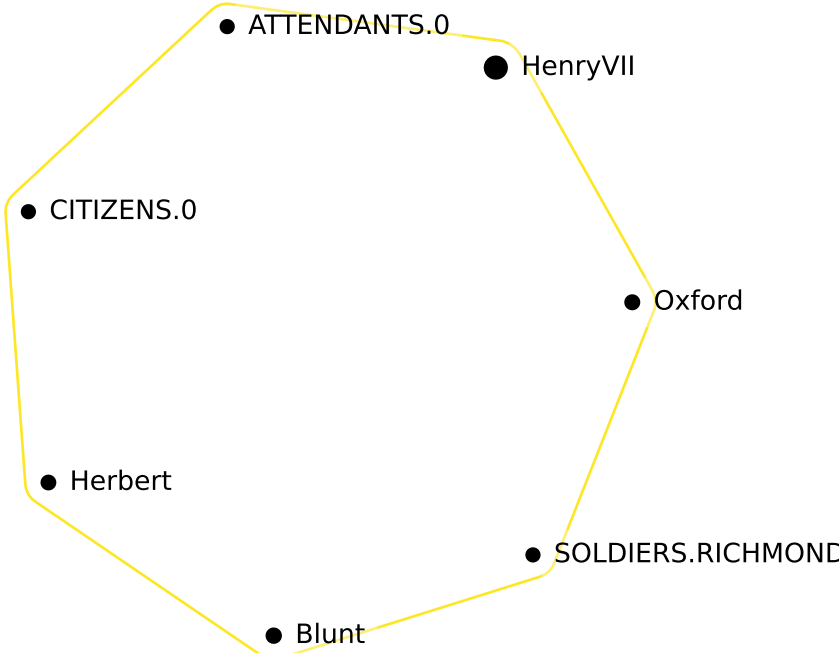 ATTENDANTS.0
HenryVII
CITIZENS.0
Oxford
Herbert
SOLDIERS.RICHMOND
Blunt